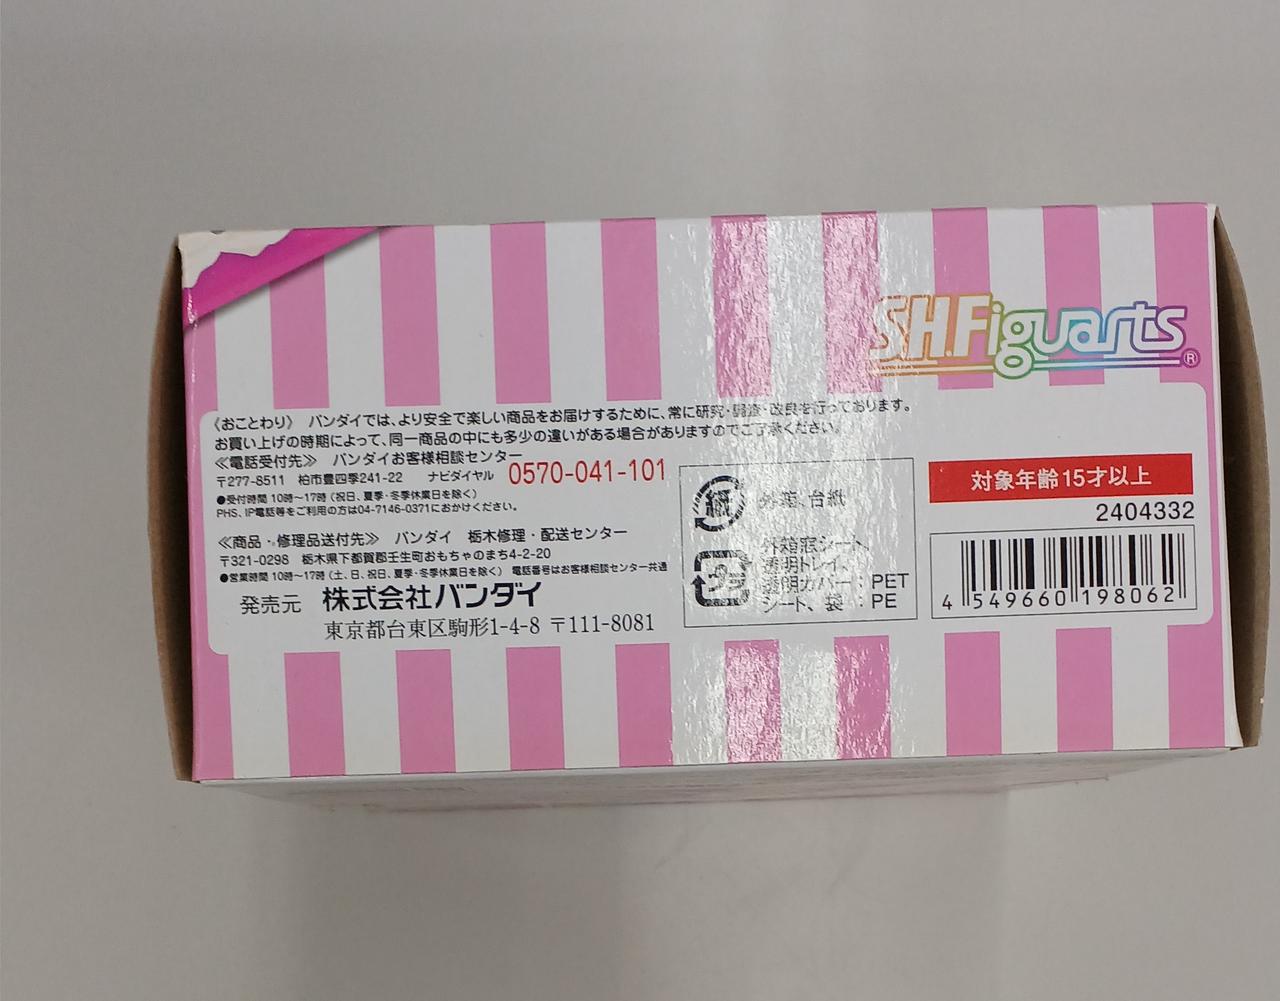 S.H.Figuarts®
《おことわり》 バンダイでは、より安全で楽しい商品をお届けするために、常に研究・調査・改良を行っております。
お買い上げの時期によって、同一商品の中にも多少の違いがある場合がありますのでご了承ください。
≪電話受付先≫ バンダイお客様相談センター
〒277-8511 柏市豊四季241-22 ナビダイヤル 0570-041-101
●受付時間 10時〜17時(祝日、夏季・冬季休業日を除く)
PHS、IP電話等をご利用の方は04-7146-0371におかけください。
≪商品・修理品送付先≫ バンダイ 栃木修理・配送センター
〒321-0298 栃木県下都賀郡壬生町おもちゃのまち4-2-20
●営業時間 10時〜17時(土、日、祝日、夏季・冬季休業日を除く) 電話番号はお客様相談センター共通
発売元 株式会社バンダイ
東京都台東区駒形1-4-8 〒111-8081
紙
外箱、台紙
プラ
外箱窓シート、
透明トレイ、
透明カバー:PET
シート、袋:PE
対象年齢15才以上
2404332
4 549660 198062